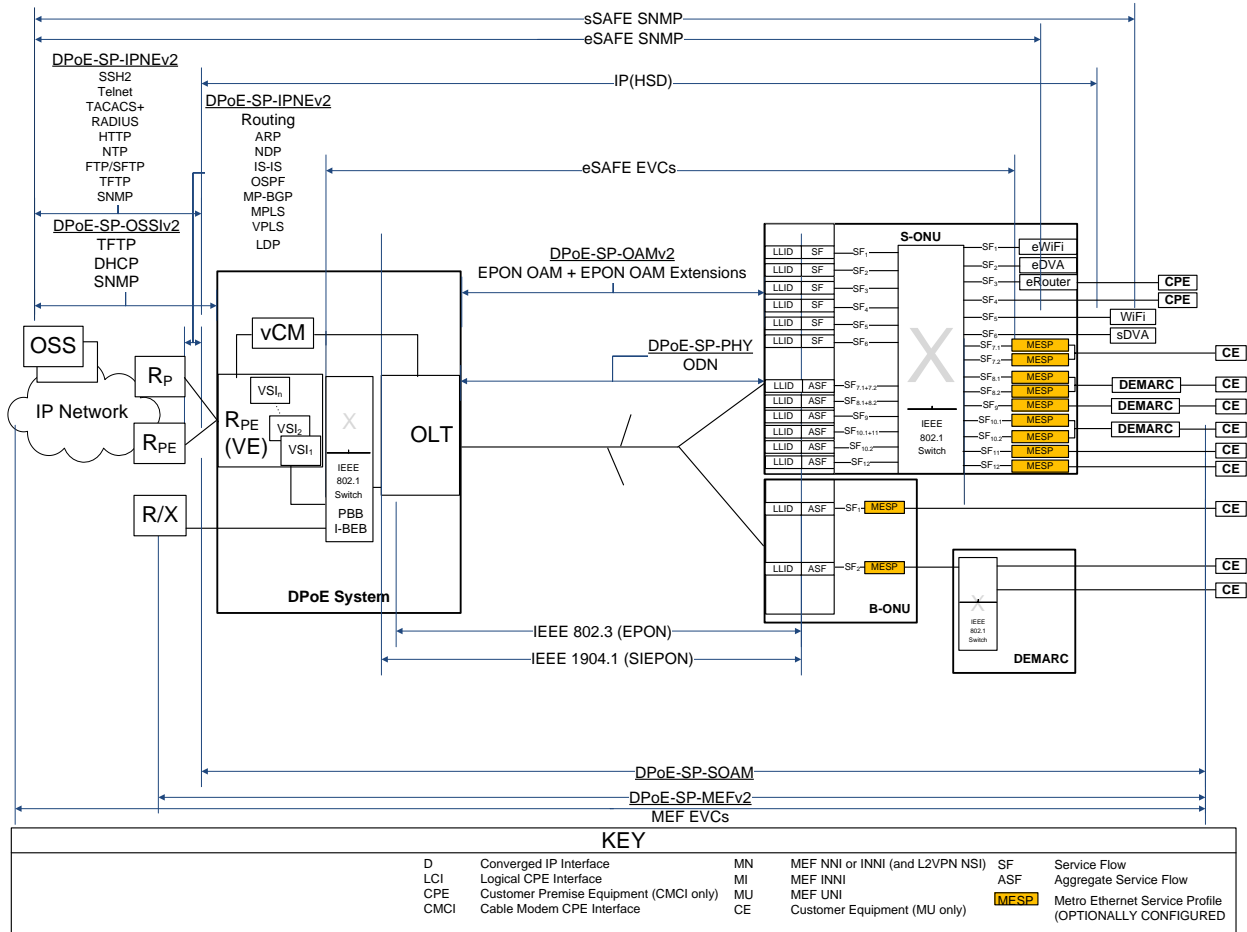 sSAFE SNMP
eSAFE SNMP
DPoE-SP-IPNEv2
SSH2
Telnet
TACACS+
RADIUS
HTTP
NTP
FTP/SFTP
TFTP
SNMP
DPoE-SP-OSSIv2
TFTP
DHCP
SNMP
IP(HSD)
DPoE-SP-IPNEv2
Routing
ARP
NDP
IS-IS
OSPF
MP-BGP
MPLS
VPLS
LDP
eSAFE EVCs
DPoE-SP-OAMv2
EPON OAM + EPON OAM Extensions
DPoE-SP-PHY
ODN
OSS
IP Network
RP
RPE
R/X
vCM
RPE
(VE)
VSIn
VSI2
VSI1
X
IEEE
802.1
Switch
PBB
I-BEB
OLT
DPoE System
S-ONU
LLID SF SF1
LLID SF SF2
LLID SF SF3
LLID SF SF4
LLID SF SF5
LLID SF SF6
LLID ASF SF7.1+7.2
LLID ASF SF8.1+8.2
LLID ASF SF9
LLID ASF SF10.1+11
LLID ASF SF10.2
LLID ASF SF12
X
IEEE
802.1
Switch
SF1 eWiFi
SF2 eDVA
SF3 eRouter CPE
SF4 CPE
SF5 WiFi
SF6 sDVA
SF7.1 MESP
CE
SF7.2 MESP
SF8.1 MESP
DEMARC CE
SF8.2 MESP
SF9 MESP DEMARC CE
SF10.1 MESP
DEMARC CE
SF10.2 MESP
SF11 MESP CE
SF12 MESP CE
LLID ASF SF1 MESP CE
LLID ASF SF2 MESP CE
CE
B-ONU
X
IEEE
802.1
Switch
DEMARC
IEEE 802.3 (EPON)
IEEE 1904.1 (SIEPON)
DPoE-SP-SOAM
DPoE-SP-MEFv2
MEF EVCs
KEY
D Converged IP Interface
LCI Logical CPE Interface
CPE Customer Premise Equipment (CMCI only)
CMCI Cable Modem CPE Interface
MN MEF NNI or INNI (and L2VPN NSI)
MI MEF INNI
MU MEF UNI
CE Customer Equipment (MU only)
SF Service Flow
ASF Aggregate Service Flow
MESP Metro Ethernet Service Profile
(OPTIONALLY CONFIGURED